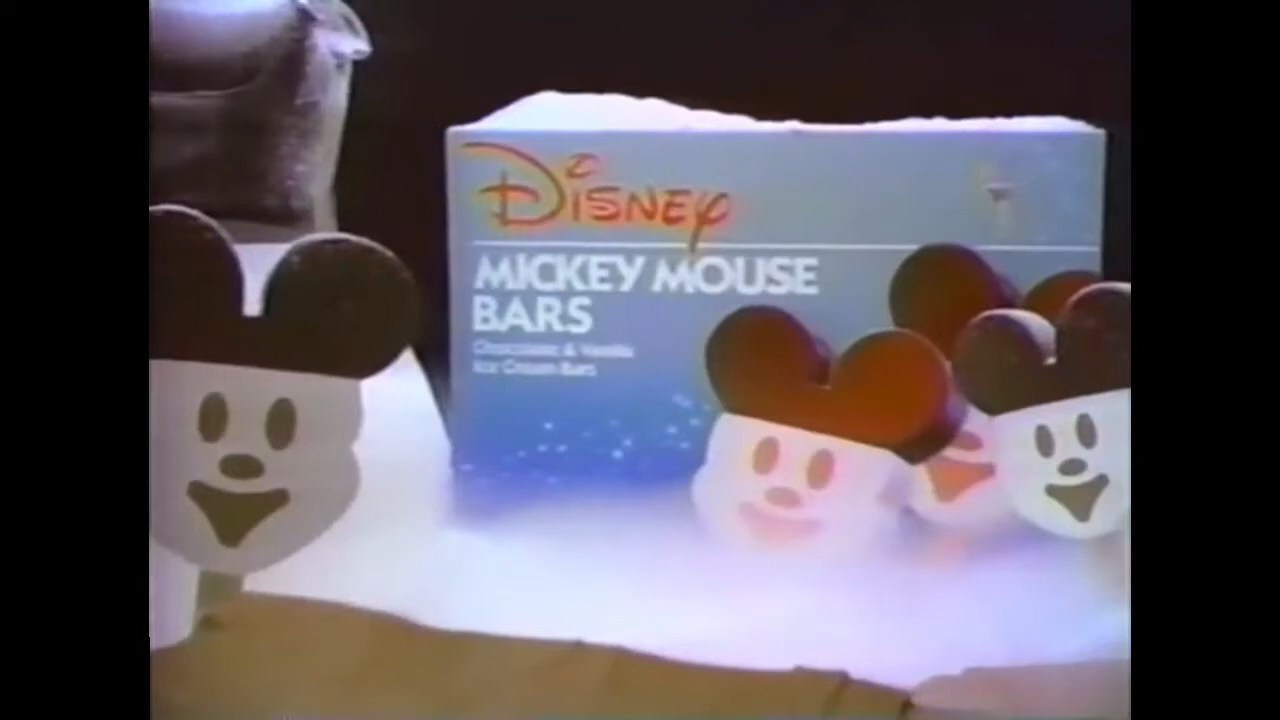 Disney
MICKEY MOUSE
BARS
Chocolate & Vanilla
Ice Cream Bars